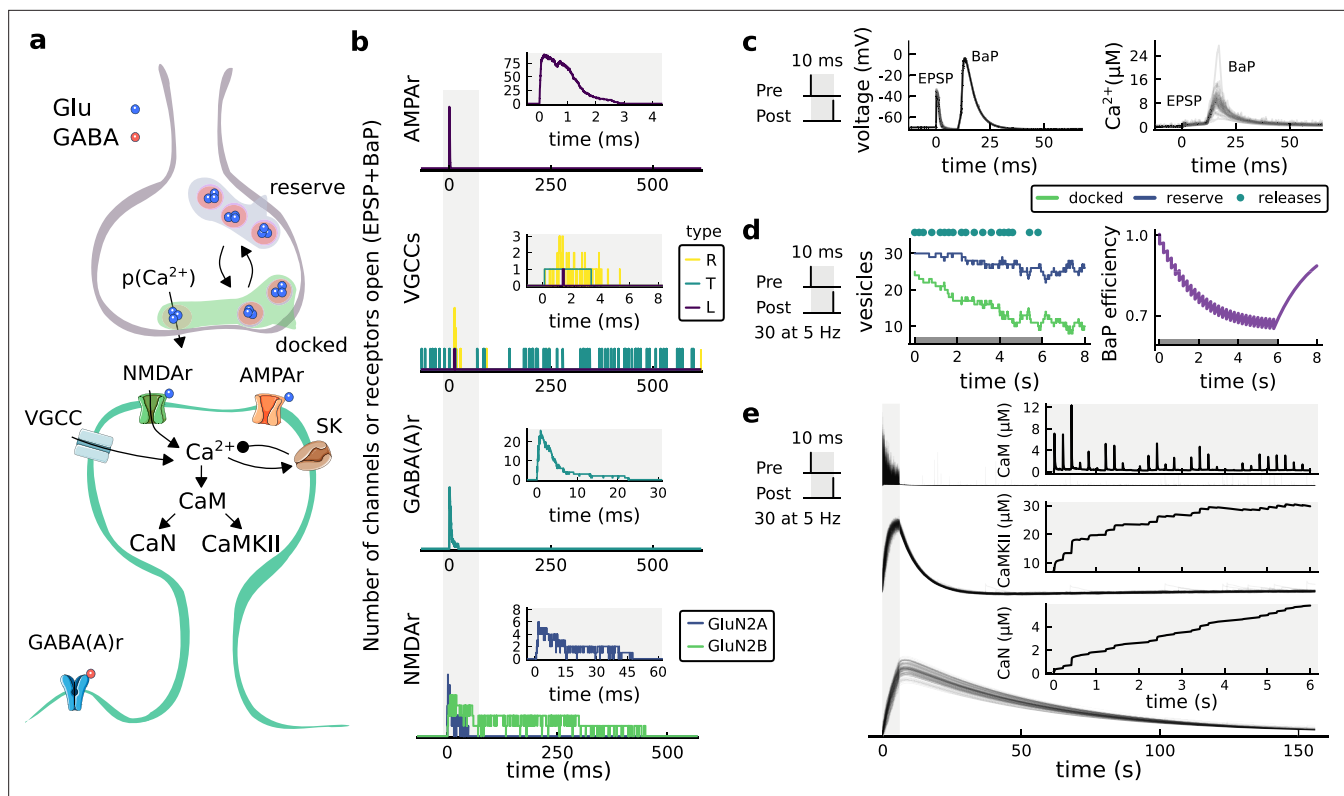 a
Glu
GABA
reserve
p(Ca2+)
docked
NMDAr
AMPAr
VGCC
SK
Ca2+
CaM
CaN
CaMKII
GABA(A)r
b
Number of channels or receptors open (EPSP+BaP)
AMPAr
75
50
25
0
0 1 2 3 4
time (ms)
0 250 500
VGCCs
3
2
1
0
0 2 4 6 8
time (ms)
type
R
T
L
0 250 500
GABA(A)r
20
10
0
0 10 20 30
time (ms)
0 250 500
NMDAr
8
6
4
2
0
0 15 30 45 60
time (ms)
GluN2A
GluN2B
0 250 500
time (ms)
c
10 ms
Pre
Post
voltage (mV)
0
-20
-40
-60
EPSP
BaP
0 25 50
time (ms)
Ca2+(μM)
24
16
8
0
EPSP
BaP
0 25 50
time (ms)
docked reserve releases
d
10 ms
Pre
Post
30 at 5 Hz
vesicles
30
20
10
0 2 4 6 8
time (s)
BaP efficiency
1.0
0.7
0 2 4 6 8
time (s)
e
10 ms
Pre
Post
30 at 5 Hz
CaM (μM)
10
5
0
CaMKII (μM)
30
20
10
CaN (μM)
4
2
0
0 1 2 3 4 5 6
time (s)
0 50 100 150
time (s)